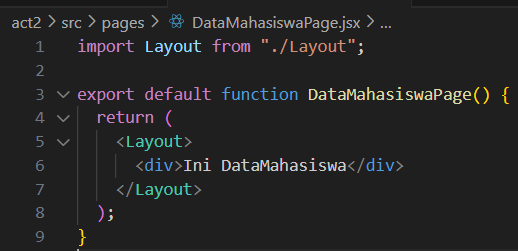 act2 > src > pages > DataMahasiswaPage.jsx > ...
1 import Layout from "./Layout";
2
3 export default function DataMahasiswaPage() {
4   return (
5     <Layout>
6       <div>Ini DataMahasiswa</div>
7     </Layout>
8   );
9 }